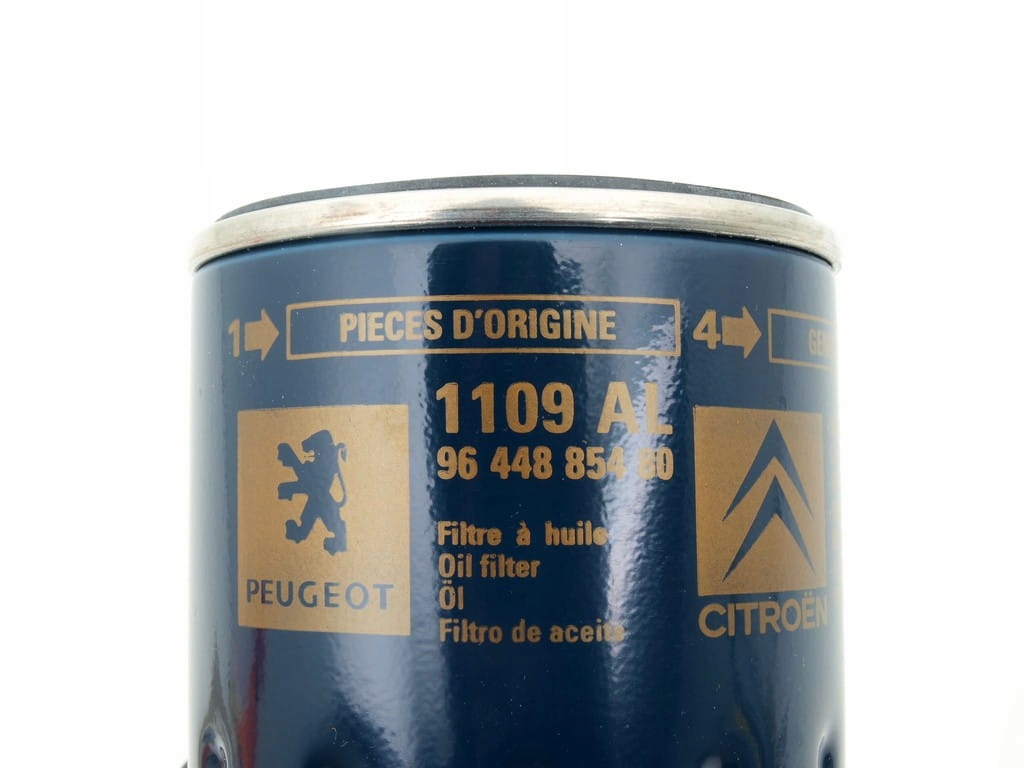 1 PIECES D'ORIGINE
4
1109 AL
96 448 854 80
PEUGEOT
Filtre à huile
Oil filter
Öl
Filtro de aceite
CITROËN